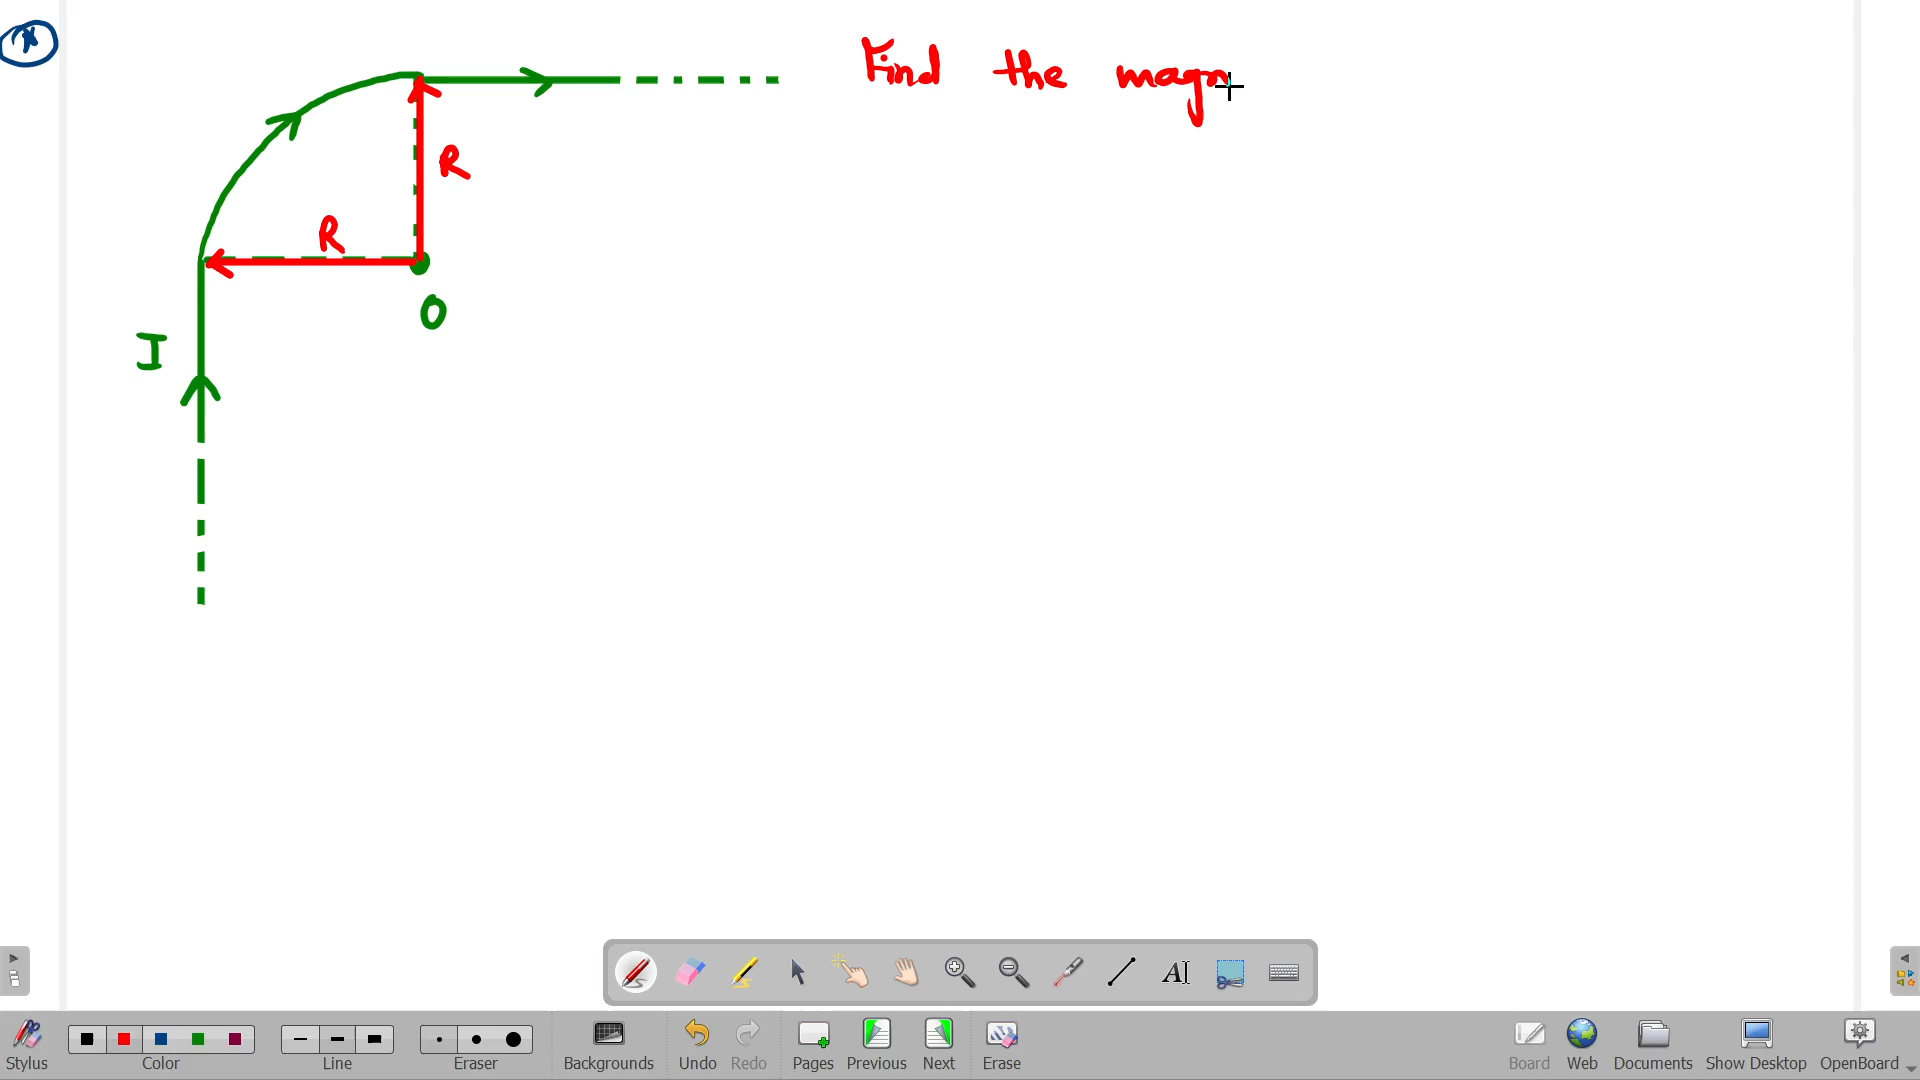 Find the magn
R
R
O
I
AI
Stylus
Color
Line
Eraser
Backgrounds
Undo
Redo
Pages
Previous
Next
Erase
Board
Web
Documents
Show Desktop
OpenBoard